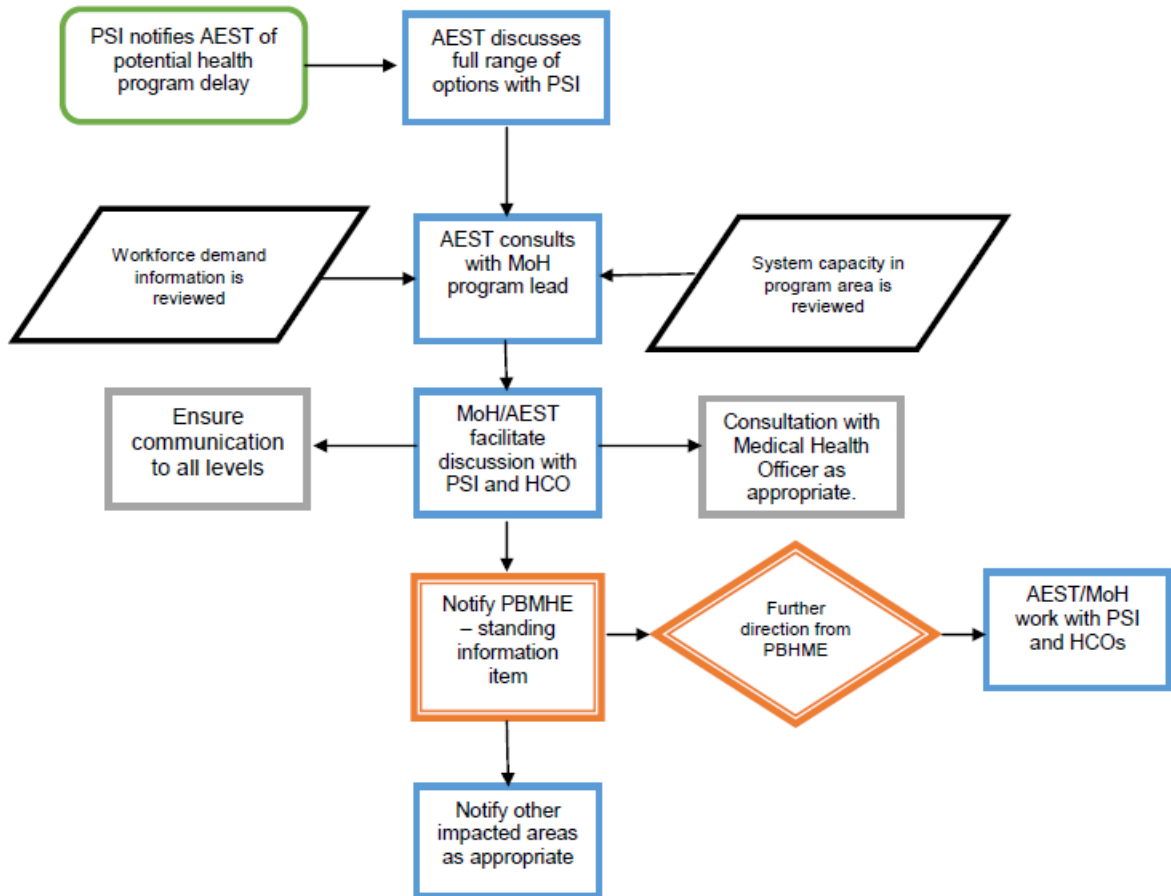 PSI notifies AEST of
potential health
program delay
AEST discusses
full range of
options with PSI
Workforce demand
information is
reviewed
AEST consults
with MoH
program lead
System capacity in
program area is
reviewed
Ensure
communication
to all levels
MoH/AEST
facilitate
discussion with
PSI and HCO
Consultation with
Medical Health
Officer as
appropriate.
Notify PBMHE
– standing
information
item
Further
direction from
PBHME
AEST/MoH
work with PSI
and HCOs
Notify other
impacted areas
as appropriate